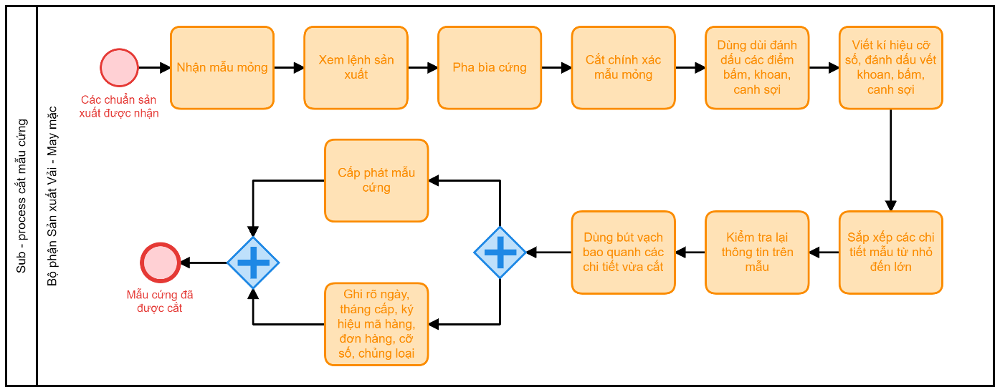 Sub - process cắt mẫu cứng
Bộ phận Sản xuất Vải - May mặc
Các chuẩn sản
xuất được nhận
Nhận mẫu mỏng
Xem lệnh sản
xuất
Pha bìa cứng
Cắt chính xác
mẫu mỏng
Dùng dùi đánh
dấu các điểm
bấm, khoan,
canh sợi
Viết kí hiệu cỡ
số, đánh dấu vết
khoan, bấm,
canh sợi
Sắp xếp các chi
tiết mẫu từ nhỏ
đến lớn
Kiểm tra lại
thông tin trên
mẫu
Dùng bút vạch
bao quanh các
chi tiết vừa cắt
Cấp phát mẫu
cứng
Ghi rõ ngày,
tháng cấp, ký
hiệu mã hàng,
đơn hàng, cỡ
số, chủng loại
Mẫu cứng đã
được cắt